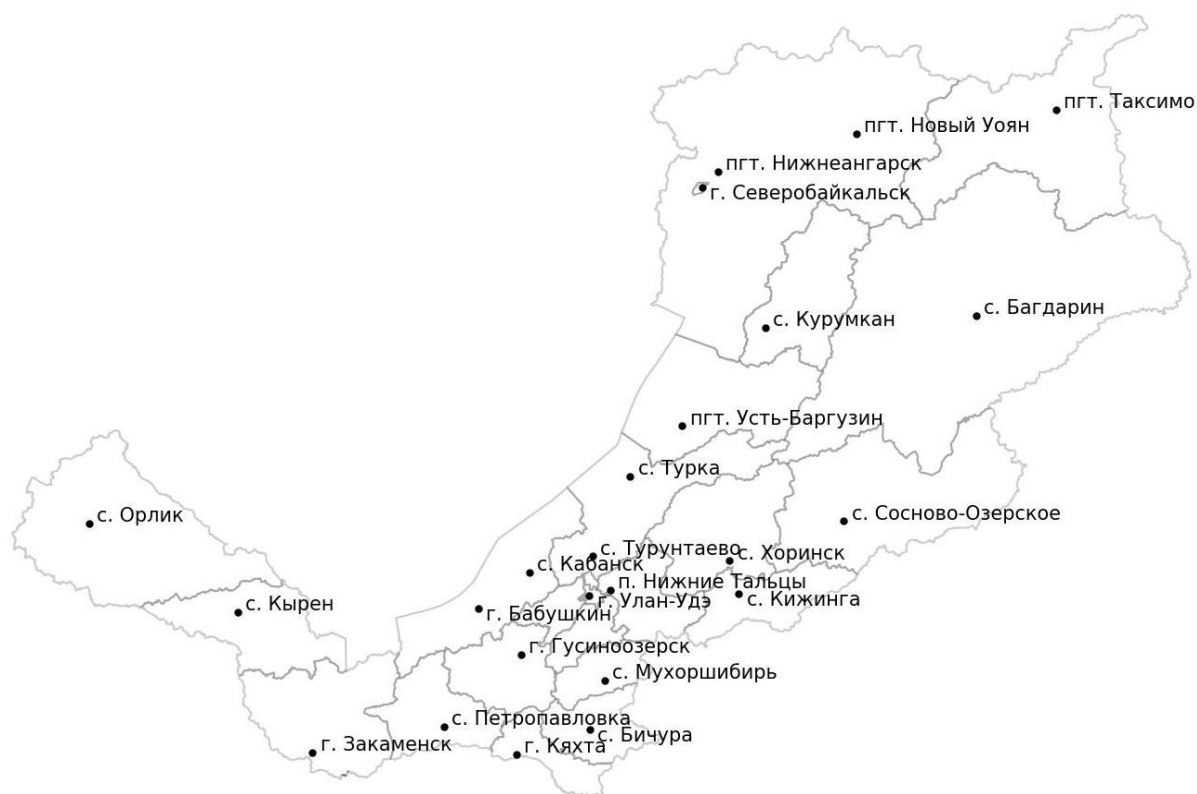 пгт. Таксимо
пгт. Новый Уоян
пгт. Нижнеангарск
г. Северобайкальск
с. Багдарин
с. Курумкан
пгт. Усть-Баргузин
с. Турка
с. Сосново-Озерское
с. Орлик
с. Турунтаево
с. Хоринск
с. Кабанск
п. Нижние Тальцы
г. Улан-Удэ
с. Кижинга
с. Кырен
г. Бабушкин
г. Гусиноозерск
с. Мухоршибирь
с. Петропавловка
с. Бичура
г. Закаменск
г. Кяхта